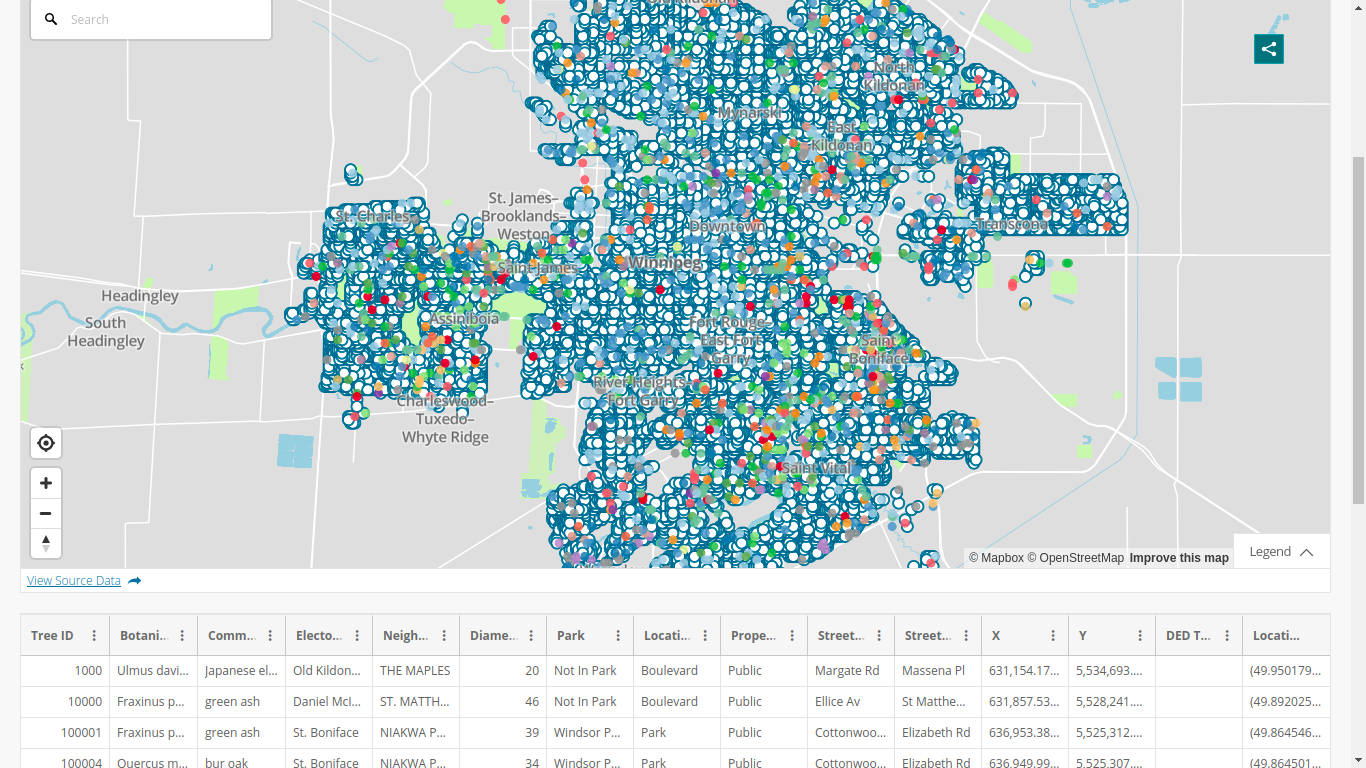 Search
North
Kildonan
Mynarski
East
Kildonan
St. James–
Brooklands–
Weston
St. Charles
Downtown
Transcona
Winnipeg
Saint James
Headingley
South
Headingley
Assiniboia
Fort Rouge–
East Fort
Garry
Saint
Boniface
River Heights–
Fort Garry
Charleswood–
Tuxedo–
Whyte Ridge
Saint Vital
© Mapbox © OpenStreetMap Improve this map
Legend
View Source Data
Tree ID Botani... Comm... Electo... Neigh... Diame... Park Locati... Prope... Street... Street... X Y DED T... Locati...
1000 Ulmus davi... Japanese el... Old Kildon... THE MAPLES 20 Not In Park Boulevard Public Margate Rd Massena Pl 631,154.17... 5,534,693.... (49.950179...
10000 Fraxinus p... green ash Daniel McI... ST. MATTH... 46 Not In Park Boulevard Public Ellice Av St Matthe... 631,857.53... 5,528,241.... (49.892025...
100001 Fraxinus p... green ash St. Boniface NIAKWA P... 39 Windsor P... Park Public Cottonwoo... Elizabeth Rd 636,953.38... 5,525,312.... (49.864546...
100004 Quercus m... bur oak St. Boniface NIAKWA P... 34 Windsor P... Park Public Cottonwoo... Elizabeth Rd 636,949.99... 5,525,307.... (49.864501...